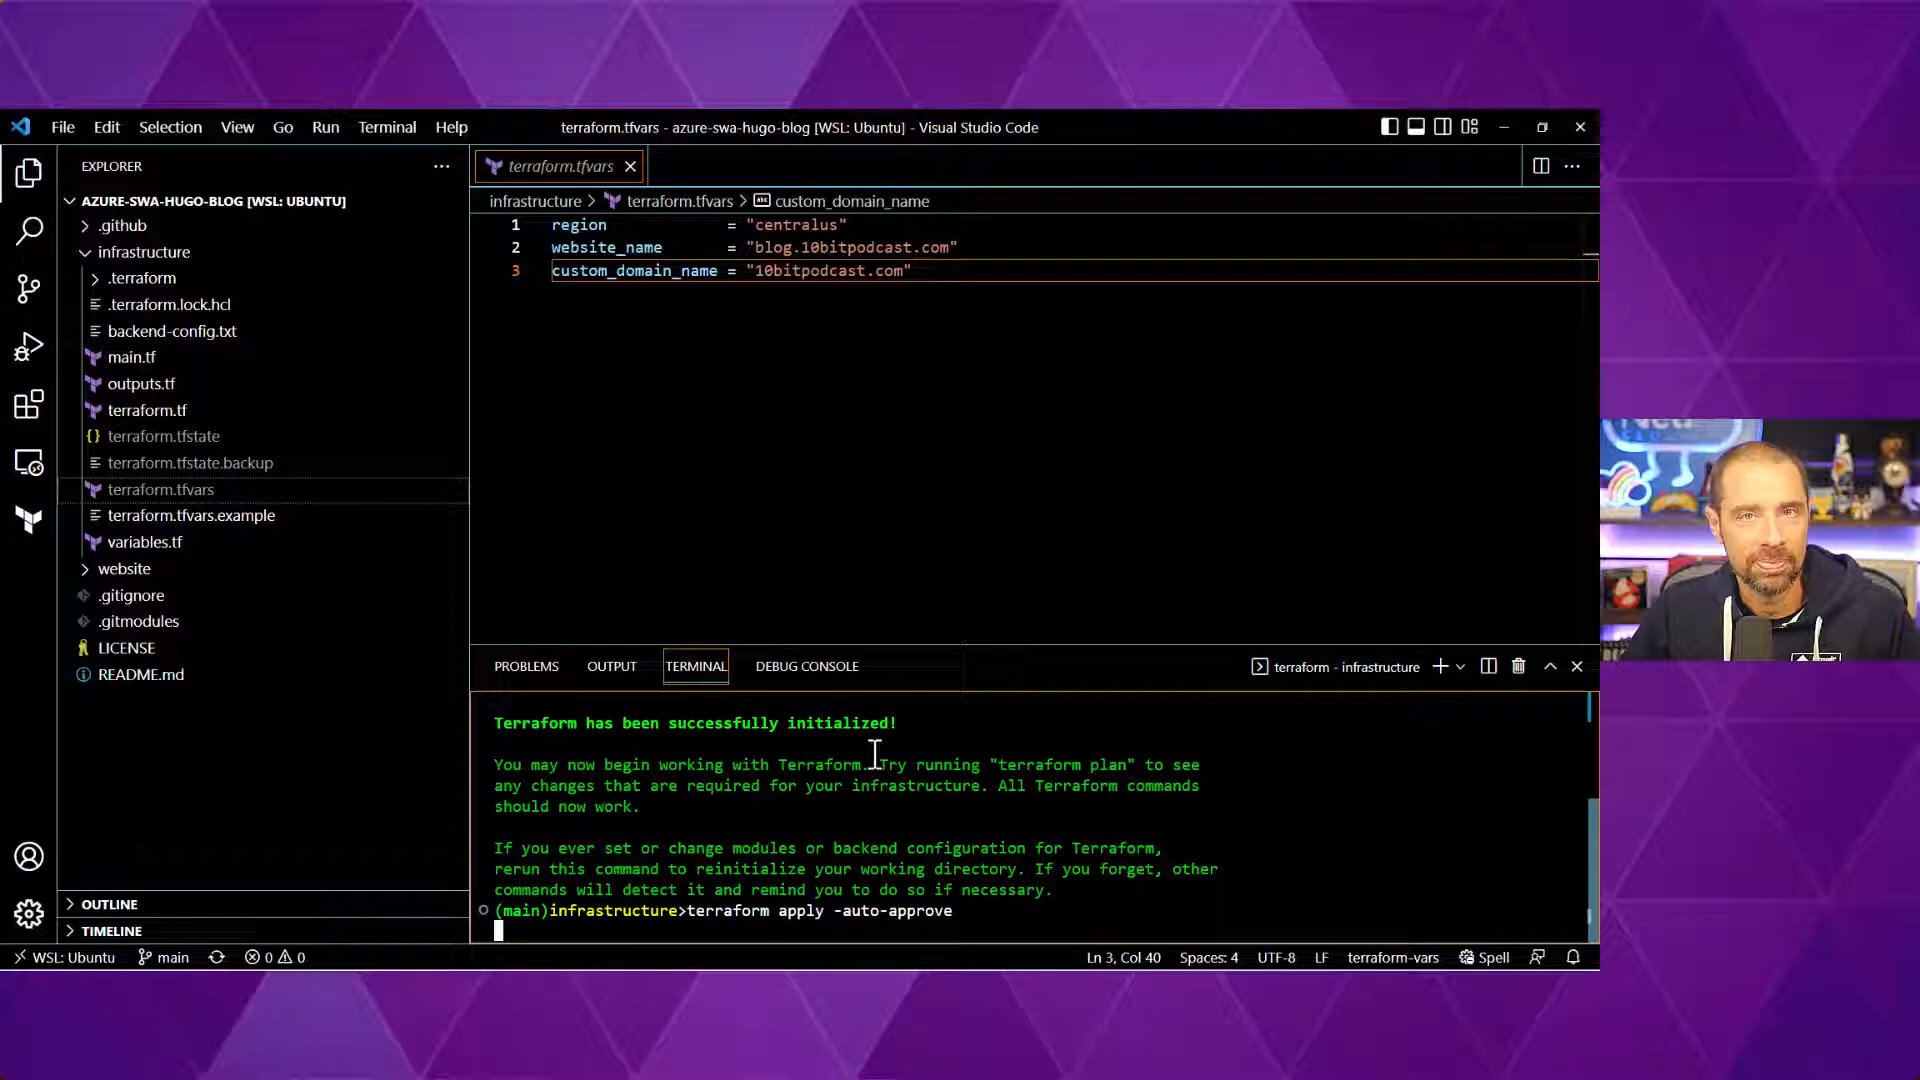 File Edit Selection View Go Run Terminal Help
terraform.tfvars - azure-swa-hugo-blog [WSL: Ubuntu] - Visual Studio Code
EXPLORER
AZURE-SWA-HUGO-BLOG [WSL: UBUNTU]
.github
infrastructure
.terraform
.terraform.lock.hcl
backend-config.txt
main.tf
outputs.tf
terraform.tf
terraform.tfstate
terraform.tfstate.backup
terraform.tfvars
terraform.tfvars.example
variables.tf
website
.gitignore
.gitmodules
LICENSE
README.md
OUTLINE
TIMELINE
terraform.tfvars
infrastructure > terraform.tfvars > custom_domain_name
1 region = "centralus"
2 website_name = "blog.10bitpodcast.com"
3 custom_domain_name = "10bitpodcast.com"
PROBLEMS OUTPUT TERMINAL DEBUG CONSOLE
terraform - infrastructure
Terraform has been successfully initialized!
You may now begin working with Terraform. Try running "terraform plan" to see
any changes that are required for your infrastructure. All Terraform commands
should now work.
If you ever set or change modules or backend configuration for Terraform,
rerun this command to reinitialize your working directory. If you forget, other
commands will detect it and remind you to do so if necessary.
(main)infrastructure>terraform apply -auto-approve
WSL: Ubuntu main 0 0 Ln 3, Col 40 Spaces: 4 UTF-8 LF terraform-vars Spell